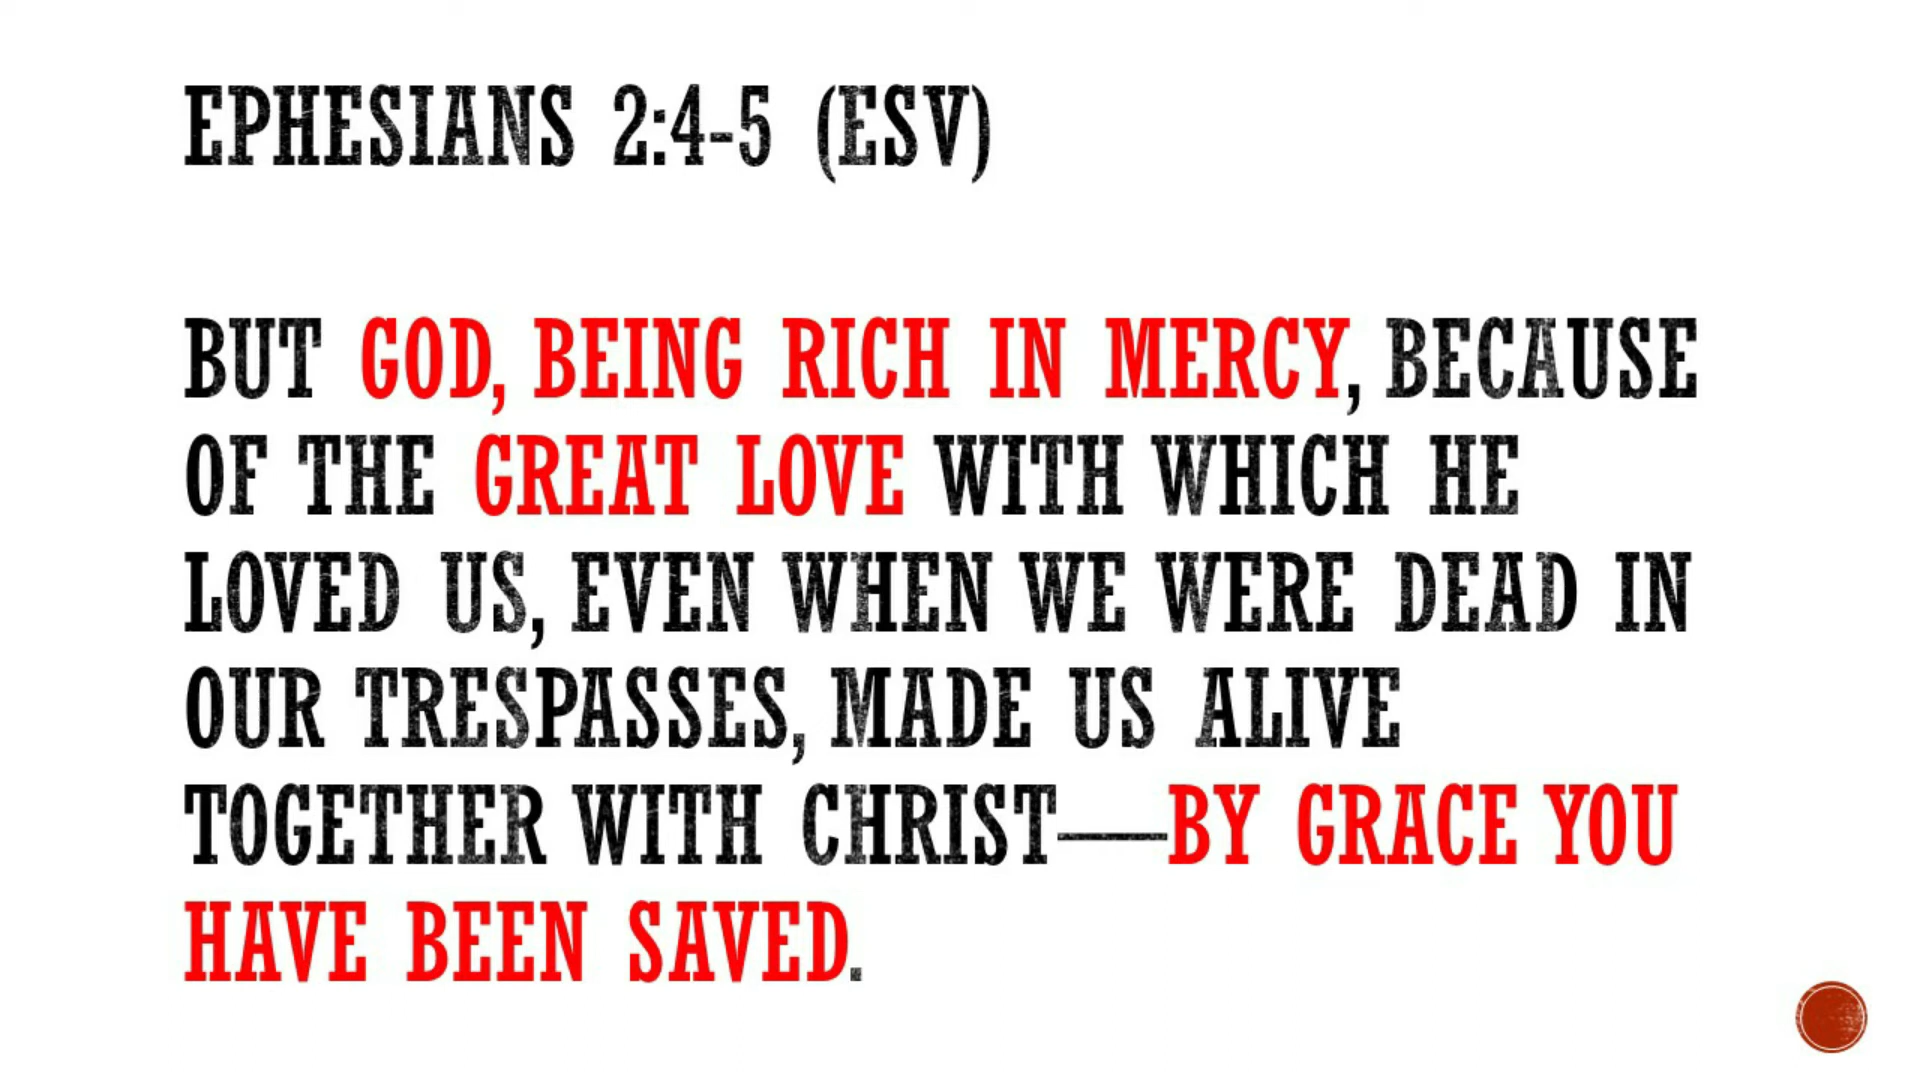 EPHESIANS 2:4-5 (ESV)
BUT GOD, BEING RICH IN MERCY, BECAUSE
OF THE GREAT LOVE WITH WHICH HE
LOVED US, EVEN WHEN WE WERE DEAD IN
OUR TRESPASSES, MADE US ALIVE
TOGETHER WITH CHRIST—BY GRACE YOU
HAVE BEEN SAVED.